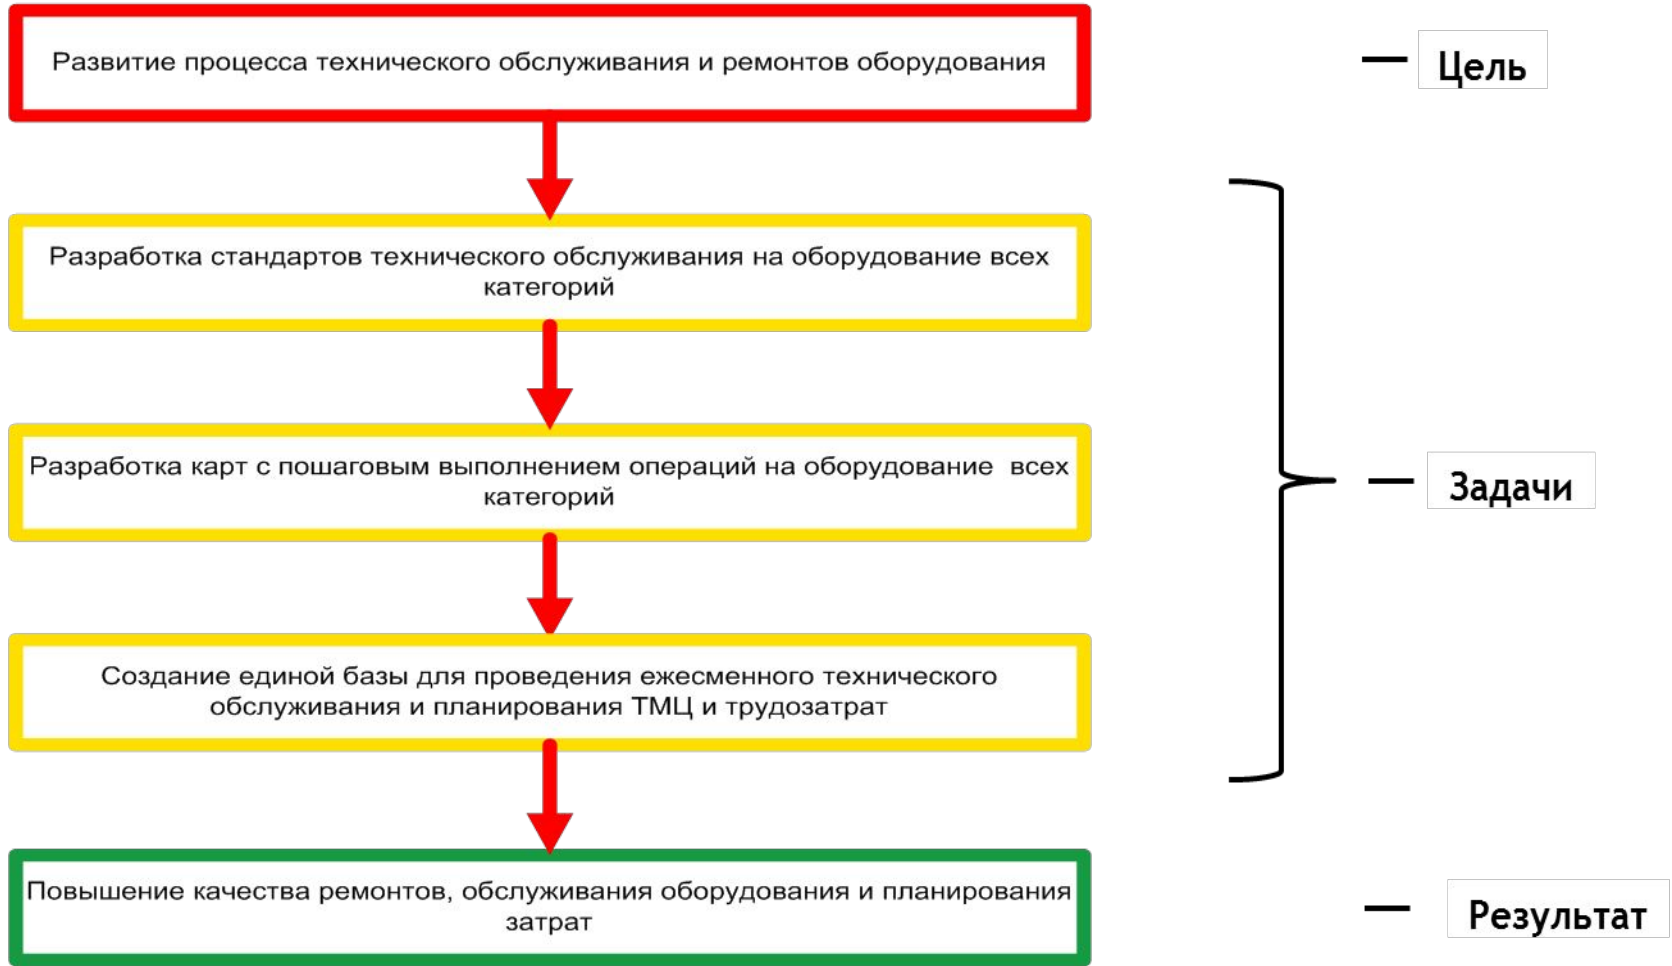 Развитие процесса технического обслуживания и ремонтов оборудования
— Цель
Разработка стандартов технического обслуживания на оборудование всех
категорий
Разработка карт с пошаговым выполнением операций на оборудование всех
категорий
— Задачи
Создание единой базы для проведения ежесменного технического
обслуживания и планирования ТМЦ и трудозатрат
Повышение качества ремонтов, обслуживания оборудования и планирования
затрат
— Результат